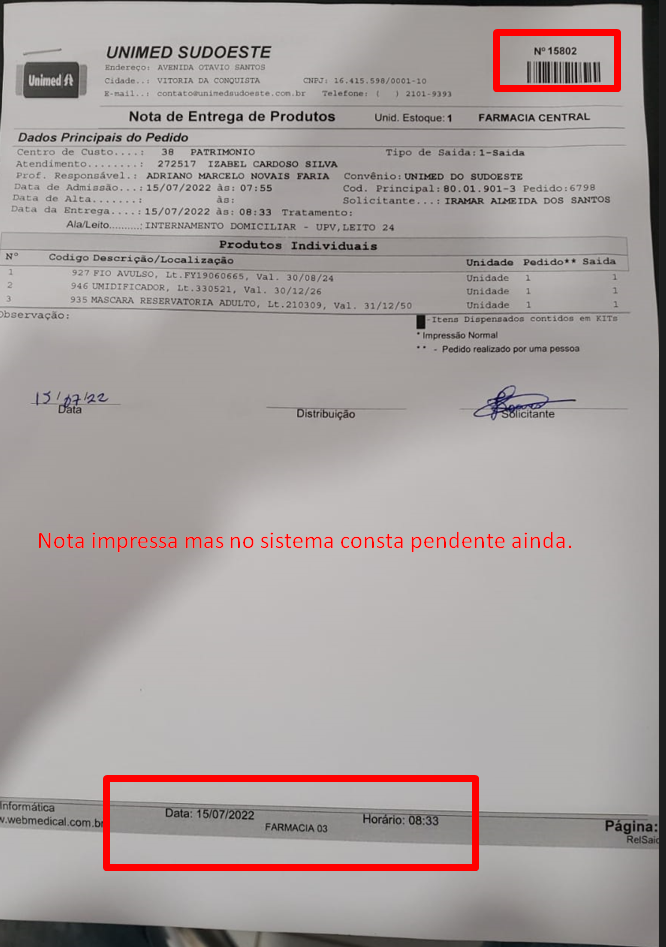 UNIMED SUDOESTE
Nº 15802
Unimed
Endereço: AVENIDA OTAVIO SANTOS
Cidade..: VITORIA DA CONQUISTA CNPJ: 16.415.598/0001-10
E-mail..: contato@unimedsudoeste.com.br Telefone: ( ) 2101-9393
Nota de Entrega de Produtos Unid. Estoque: 1 FARMACIA CENTRAL
Dados Principais do Pedido
Centro de Custo....: 38 PATRIMONIO Tipo de Saida: 1-Saida
Atendimento........: 272517 IZABEL CARDOSO SILVA
Prof. Responsável.: ADRIANO MARCELO NOVAIS FARIA Convênio: UNIMED DO SUDOESTE
Data de Admissão...: 15/07/2022 às: 07:55 Cod. Principal: 80.01.901-3 Pedido: 6798
Data de Alta.......: às: Solicitante...: IRAMAR ALMEIDA DOS SANTOS
Data da Entrega....: 15/07/2022 às: 08:33 Tratamento:
Ala/Leito..........: INTERNAMENTO DOMICILIAR - UPV, LEITO 24
Produtos Individuais
Nº Codigo Descrição/Localização Unidade Pedido** Saida
1 927 FIO AVULSO, Lt.FY19060665, Val. 30/08/24 Unidade 1 1
2 946 UMIDIFICADOR, Lt.330521, Val. 30/12/26 Unidade 1 1
3 935 MASCARA RESERVATORIA ADULTO, Lt.210309, Val. 31/12/50 Unidade 1 1
Observação:
-Itens Dispensados contidos em KITs
* Impressão Normal
** - Pedido realizado por uma pessoa
15/07/22
Data Distribuição Solicitante
Nota impressa mas no sistema consta pendente ainda.
Informática
w.webmedical.com.br
Data: 15/07/2022 Horário: 08:33
FARMACIA 03
Página:
RelSaid